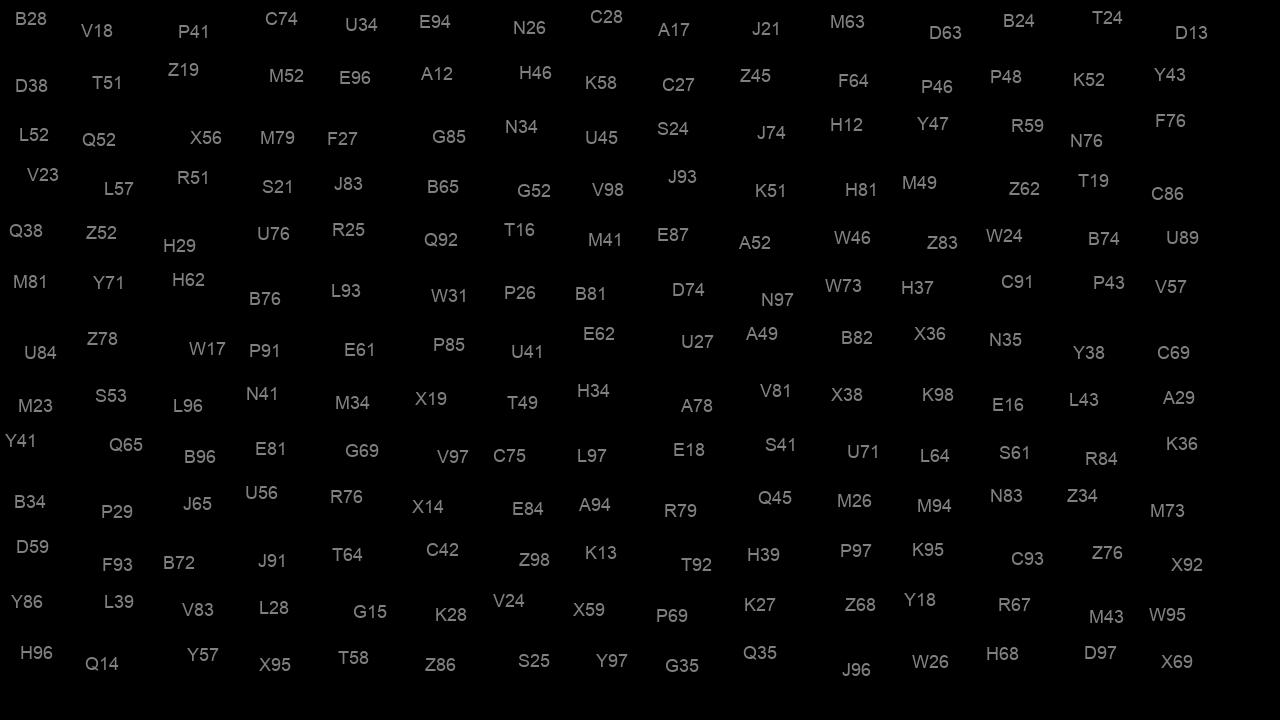 B28 V18 P41 C74 U34 E94 N26 C28 A17 J21 M63 D63 B24 T24 D13
D38 T51 Z19 M52 E96 A12 H46 K58 C27 Z45 F64 P46 P48 K52 Y43
L52 Q52 X56 M79 F27 G85 N34 U45 S24 J74 H12 Y47 R59 N76 F76
V23 L57 R51 S21 J83 B65 G52 V98 J93 K51 H81 M49 Z62 T19 C86
Q38 Z52 H29 U76 R25 Q92 T16 M41 E87 A52 W46 Z83 W24 B74 U89
M81 Y71 H62 B76 L93 W31 P26 B81 D74 N97 W73 H37 C91 P43 V57
U84 Z78 W17 P91 E61 P85 U41 E62 U27 A49 B82 X36 N35 Y38 C69
M23 S53 L96 N41 M34 X19 T49 H34 A78 V81 X38 K98 E16 L43 A29
Y41 Q65 B96 E81 G69 V97 C75 L97 E18 S41 U71 L64 S61 R84 K36
B34 P29 J65 U56 R76 X14 E84 A94 R79 Q45 M26 M94 N83 Z34 M73
D59 F93 B72 J91 T64 C42 Z98 K13 T92 H39 P97 K95 C93 Z76 X92
Y86 L39 V83 L28 G15 K28 V24 X59 P69 K27 Z68 Y18 R67 M43 W95
H96 Q14 Y57 X95 T58 Z86 S25 Y97 G35 Q35 J96 W26 H68 D97 X69